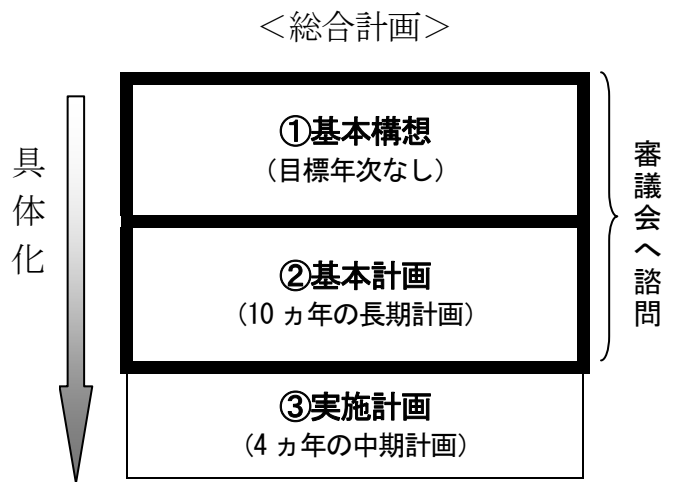 ＜総合計画＞
具体化
①基本構想
（目標年次なし）
②基本計画
（10 ヵ年の長期計画）
③実施計画
（4 ヵ年の中期計画）
審議会へ諮問